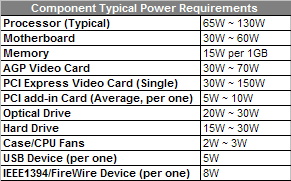 Component Typical Power Requirements
Processor (Typical) 65W ~ 130W
Motherboard 30W ~ 60W
Memory 15W per 1GB
AGP Video Card 30W ~ 70W
PCI Express Video Card (Single) 30W ~ 150W
PCI add-in Card (Average, per one) 5W ~ 10W
Optical Drive 20W ~ 30W
Hard Drive 15W ~ 30W
Case/CPU Fans 2W ~ 3W
USB Device (per one) 5W
IEEE1394/FireWire Device (per one) 8W